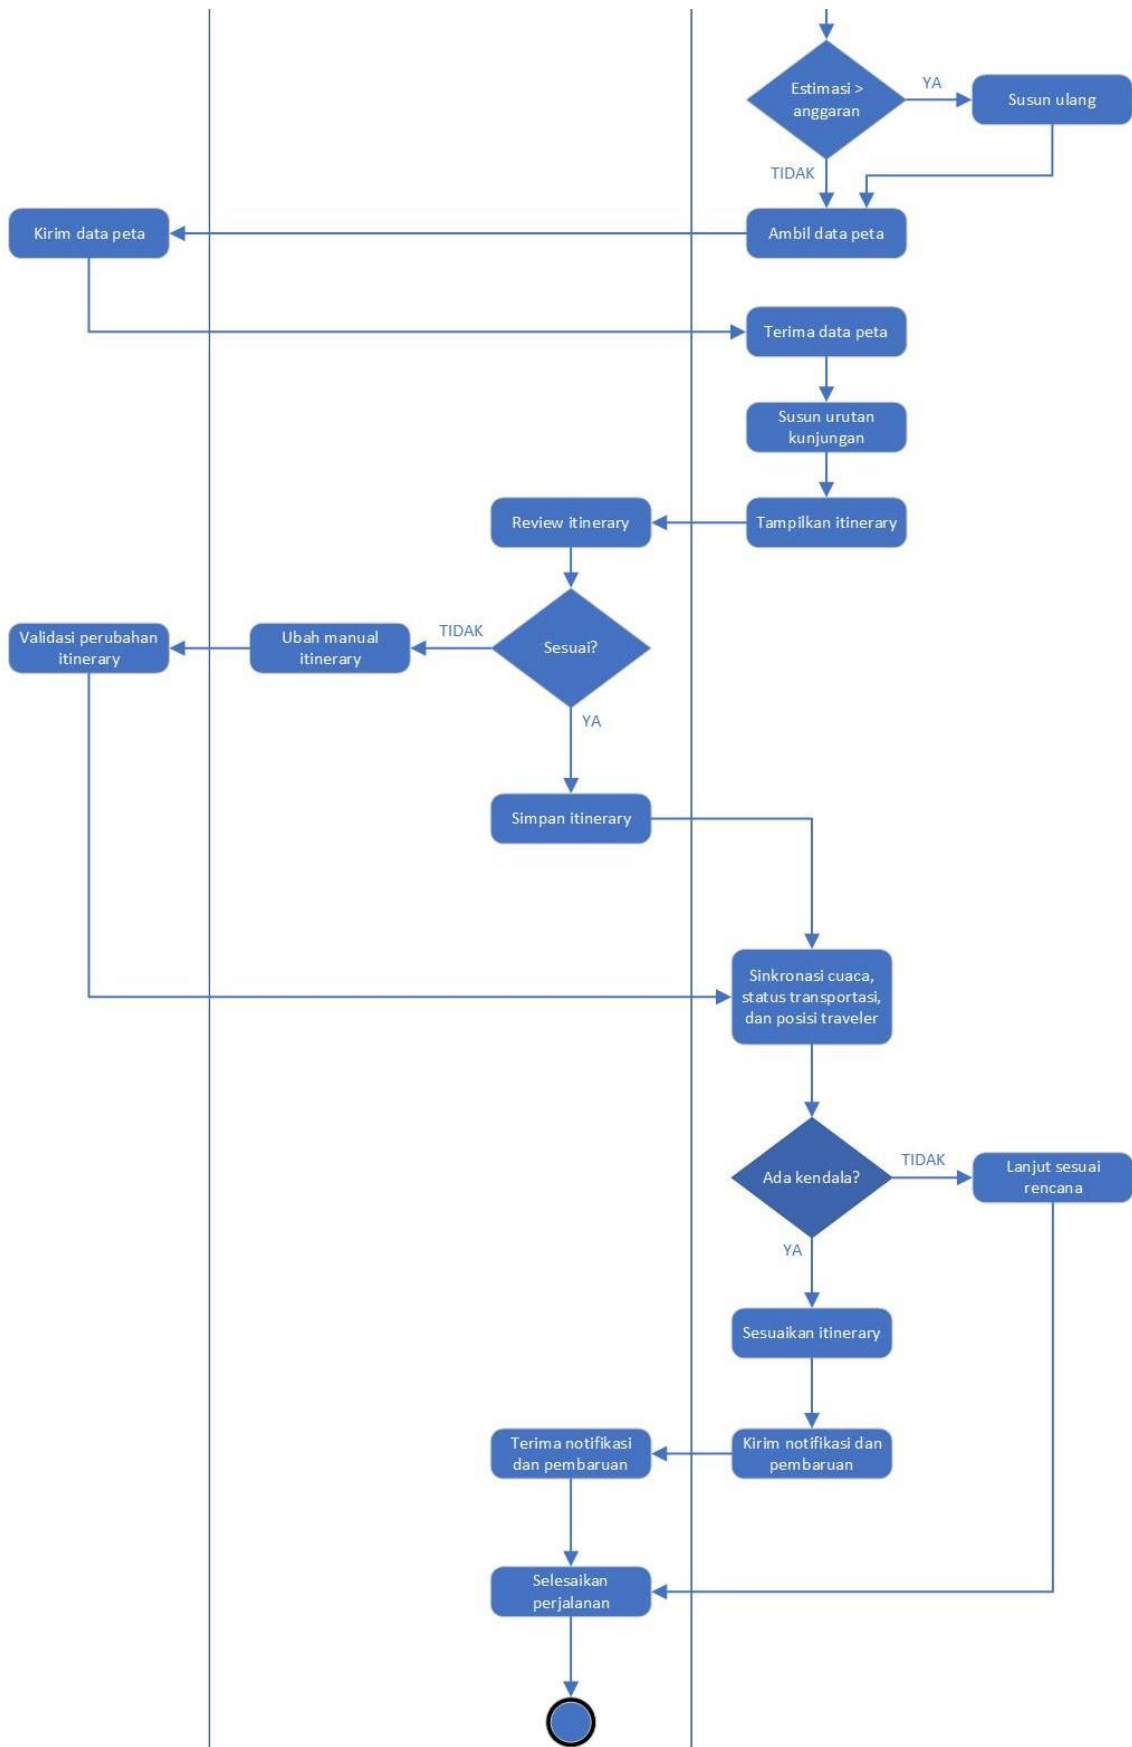 Estimasi >
anggaran
YA
Susun ulang
TIDAK
Kirim data peta
Ambil data peta
Terima data peta
Susun urutan
kunjungan
Review itinerary
Tampilkan itinerary
Validasi perubahan
itinerary
Ubah manual
itinerary
TIDAK
Sesuai?
YA
Simpan itinerary
Sinkronasi cuaca,
status transportasi,
dan posisi traveler
Ada kendala?
TIDAK
Lanjut sesuai
rencana
YA
Sesuaikan itinerary
Terima notifikasi
dan pembaruan
Kirim notifikasi dan
pembaruan
Selesaikan
perjalanan